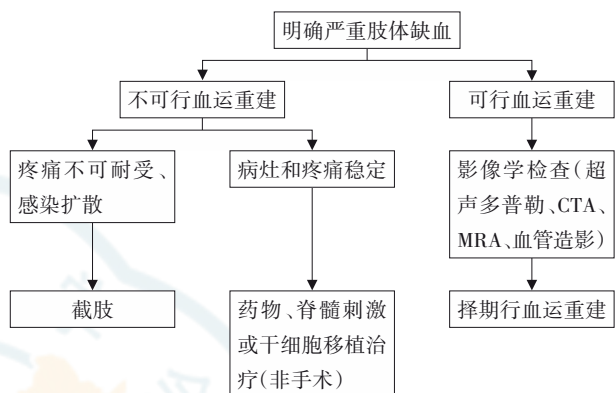 明确严重肢体缺血
不可行血运重建
可行血运重建
疼痛不可耐受、
感染扩散
病灶和疼痛稳定
影像学检查(超
声多普勒、CTA、
MRA、血管造影)
截肢
药物、脊髓刺激
或干细胞移植治
疗(非手术)
择期行血运重建